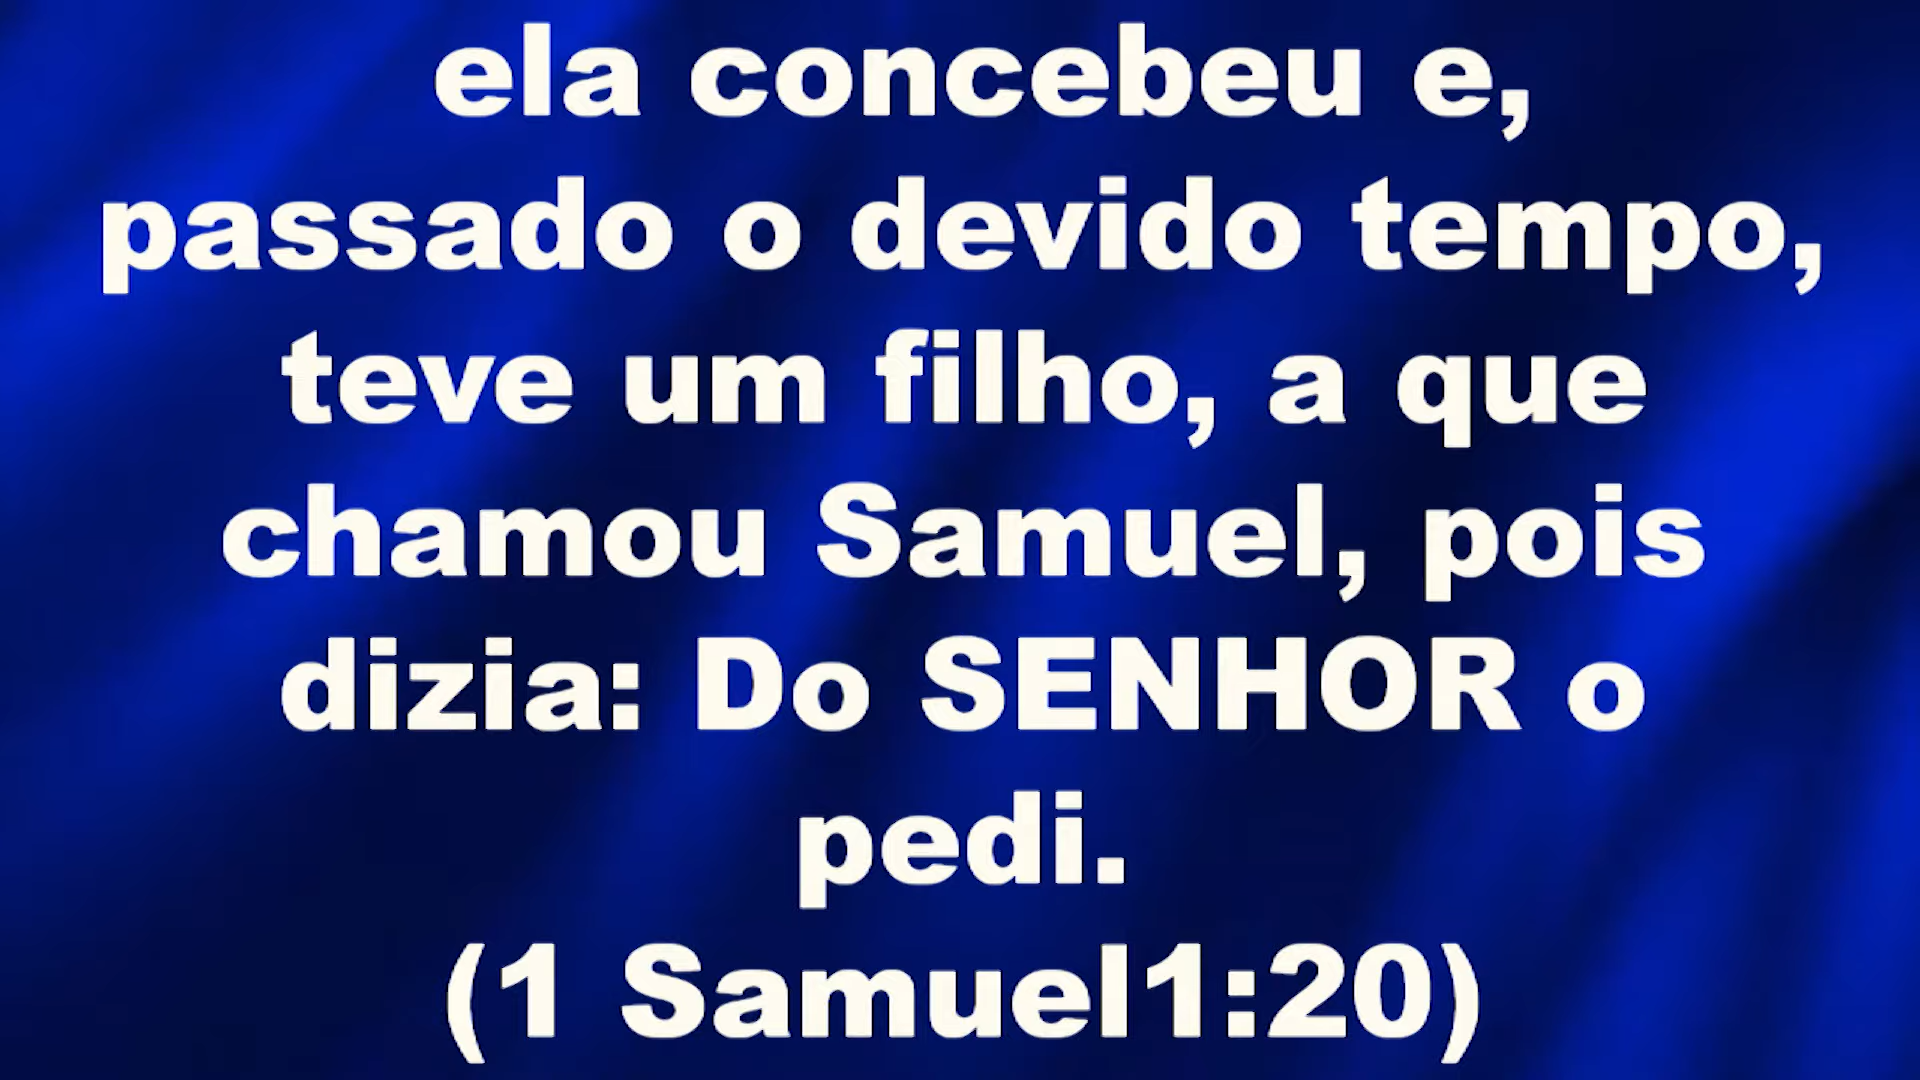 ela concebeu e,
passado o devido tempo,
teve um filho, a que
chamou Samuel, pois
dizia: Do SENHOR o
pedi.
(1 Samuel1:20)